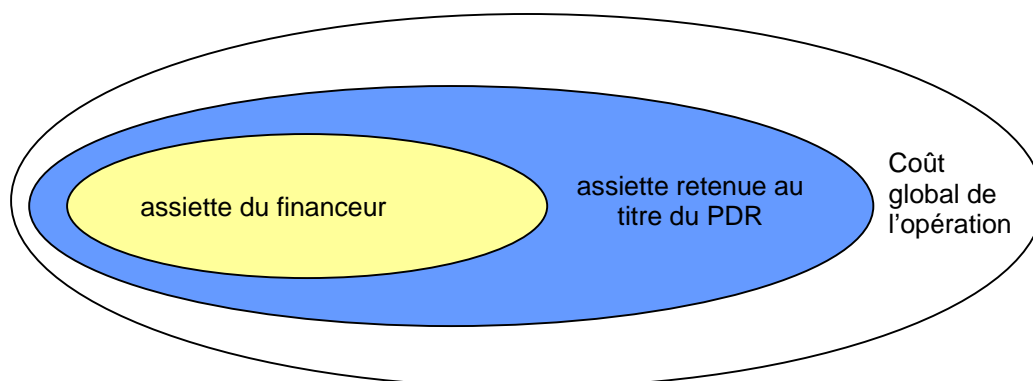 assiette du financeur
assiette retenue au
titre du PDR
Coût
global de
l’opération